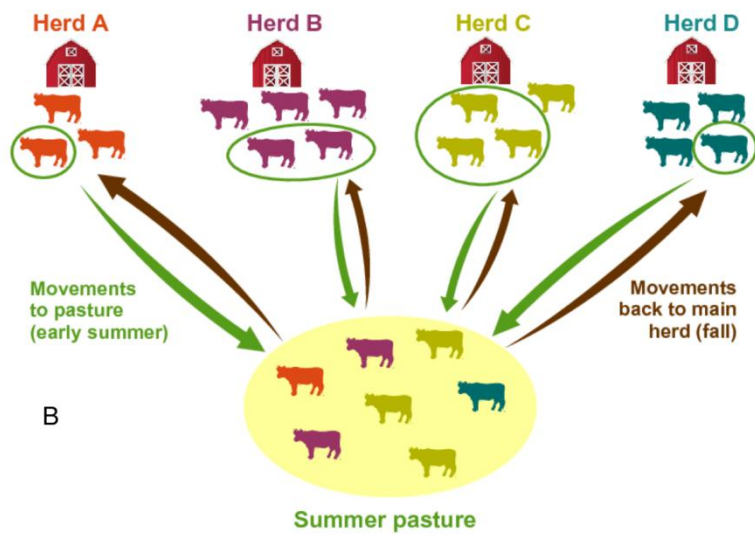 Herd A
Herd B
Herd C
Herd D
Movements
to pasture
(early summer)
Movements
back to main
herd (fall)
B
Summer pasture